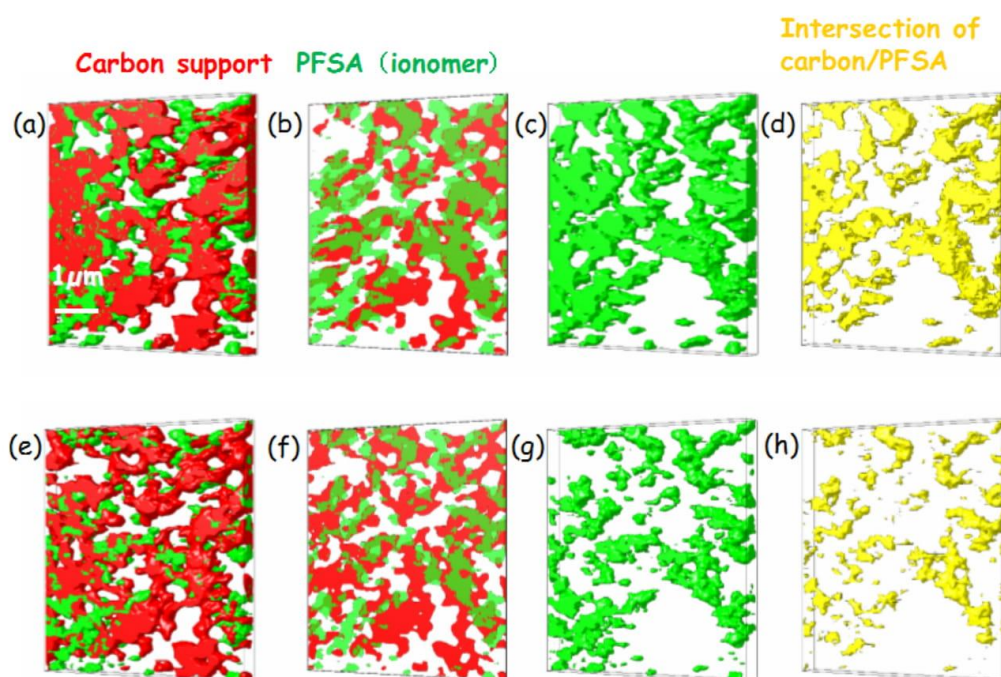 Intersection of
Carbon support PFSA (ionomer) carbon/PFSA
(a) (b) (c) (d)
1μm
(e) (f) (g) (h)